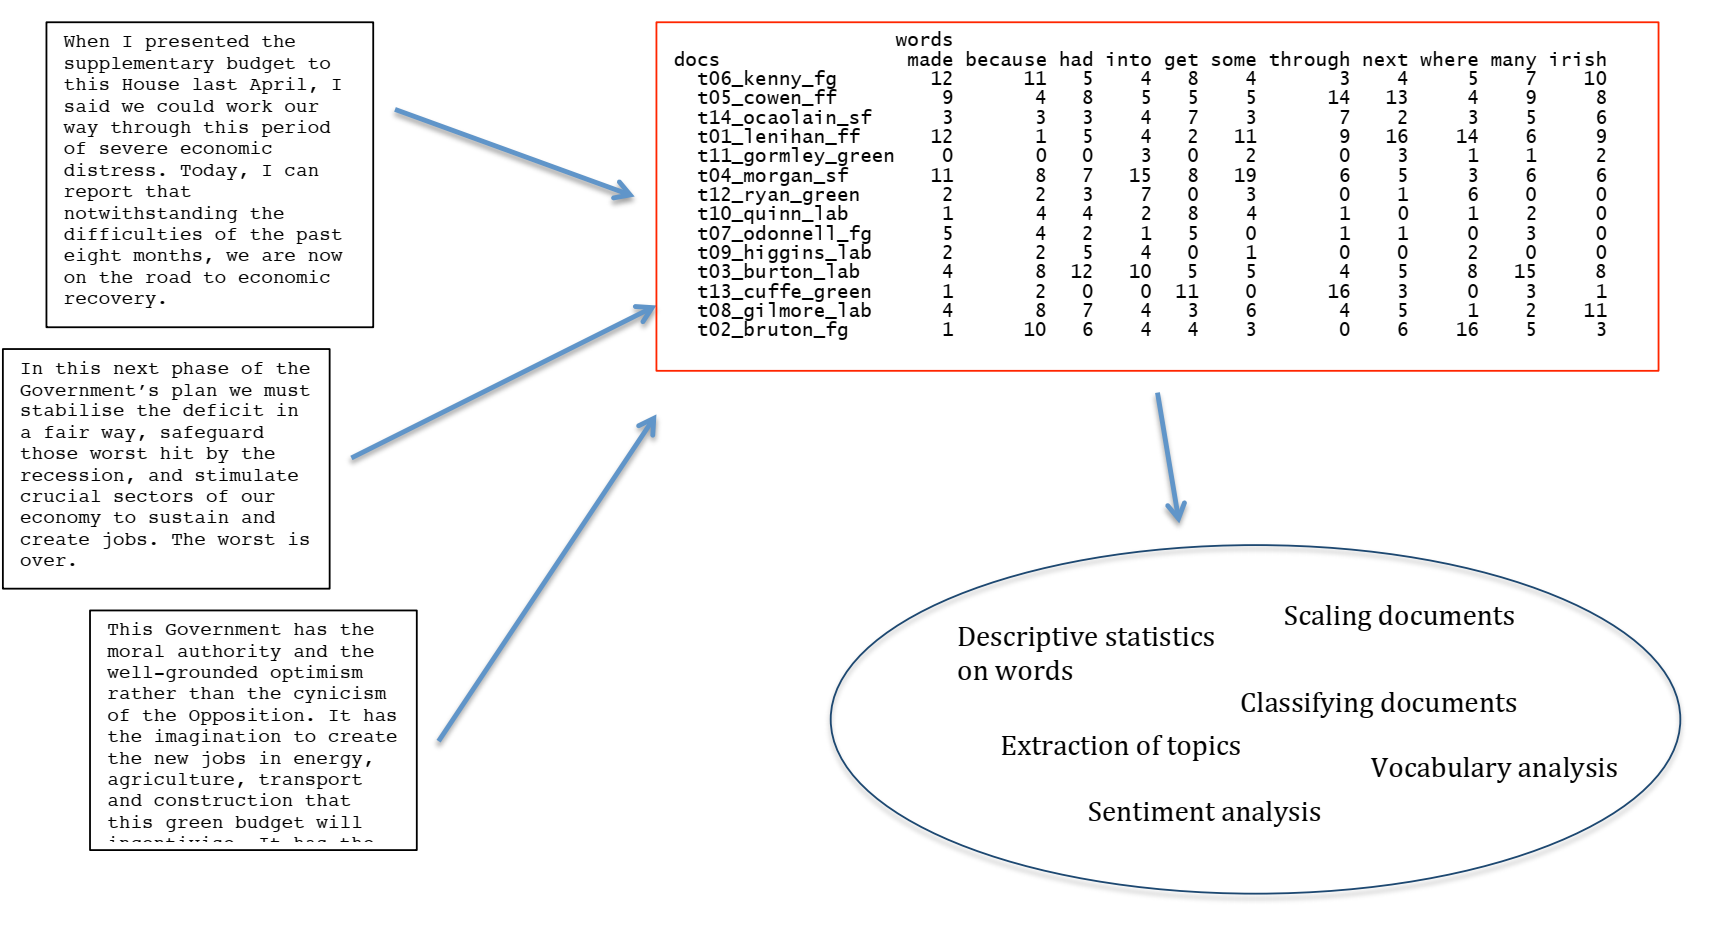 When I presented the
supplementary budget to
this House last April, I
said we could work our
way through this period
of severe economic
distress. Today, I can
report that
notwithstanding the
difficulties of the past
eight months, we are now
on the road to economic
recovery.
In this next phase of the
Government’s plan we must
stabilise the deficit in
a fair way, safeguard
those worst hit by the
recession, and stimulate
crucial sectors of our
economy to sustain and
create jobs. The worst is
over.
This Government has the
moral authority and the
well-grounded optimism
rather than the cynicism
of the Opposition. It has
the imagination to create
the new jobs in energy,
agriculture, transport
and construction that
this green budget will
incentivise. It has the
words
docs made because had into get some through next where many irish
t06_kenny_fg 12 11 5 4 8 4 3 4 5 7 10
t05_cowen_ff 9 4 8 5 5 5 14 13 4 9 8
t14_ocaolain_sf 3 3 3 4 7 3 7 2 3 5 6
t01_lenihan_ff 12 1 5 4 2 11 9 16 14 6 9
t11_gormley_green 0 0 0 3 0 2 0 3 1 1 2
t04_morgan_sf 11 8 7 15 8 19 6 5 3 6 6
t12_ryan_green 2 2 3 7 0 3 0 1 6 0 0
t10_quinn_lab 1 4 4 2 8 4 1 0 1 2 0
t07_odonnell_fg 5 4 2 1 5 0 1 1 0 3 0
t09_higgins_lab 2 2 5 4 0 1 0 0 2 0 0
t03_burton_lab 4 8 12 10 5 5 4 5 8 15 8
t13_cuffe_green 1 2 0 0 11 0 16 3 0 3 1
t08_gilmore_lab 4 8 7 4 3 6 4 5 1 2 11
t02_bruton_fg 1 10 6 4 4 3 0 6 16 5 3
Scaling documents
Descriptive statistics
on words
Classifying documents
Extraction of topics
Vocabulary analysis
Sentiment analysis